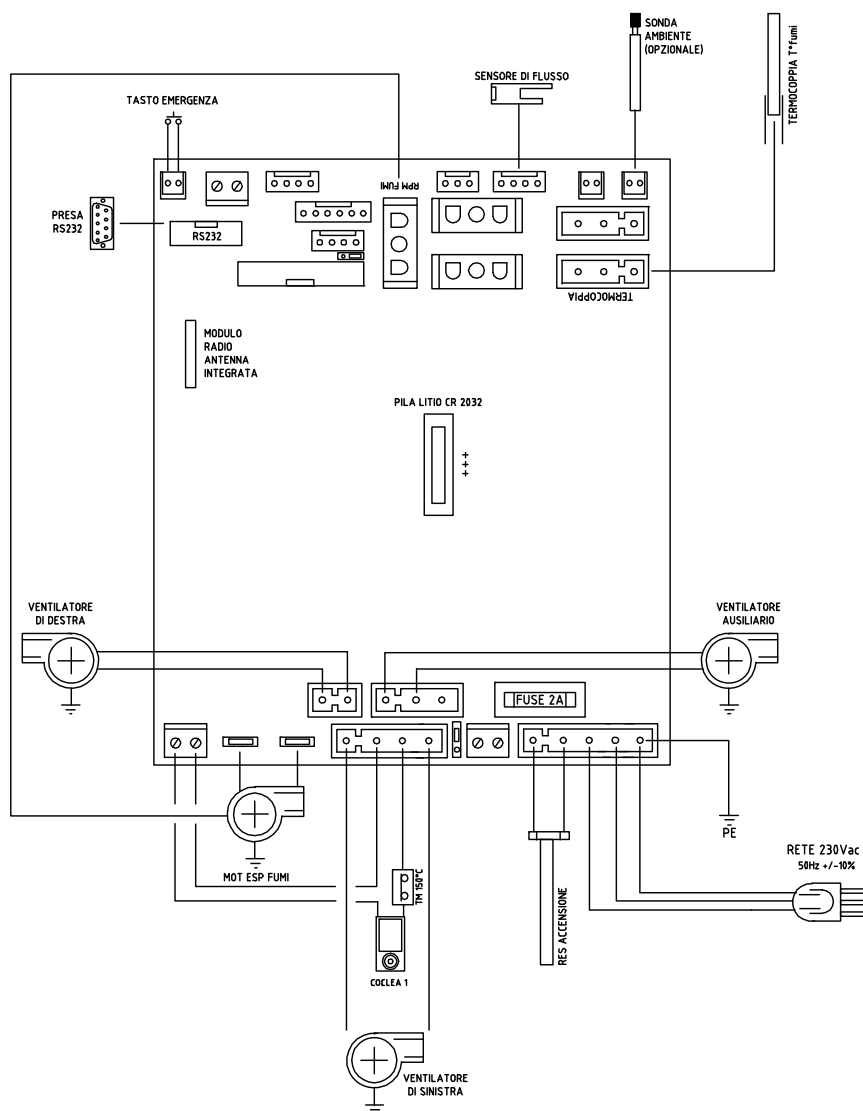 SONDA
AMBIENTE
(OPZIONALE)
TERMOCOPPIA T°fumi
SENSORE DI FLUSSO
TASTO EMERGENZA
RPM FUMI
PRESA
RS232
RS232
TERMOCOPPIA
MODULO
RADIO
ANTENNA
INTEGRATA
PILA LITIO CR 2032
+++
VENTILATORE
DI DESTRA
VENTILATORE
AUSILIARIO
FUSE 2A
PE
RETE 230Vac
50Hz +/-10%
MOT ESP FUMI
TM 150°C
RES ACCENSIONE
COCLEA 1
VENTILATORE
DI SINISTRA